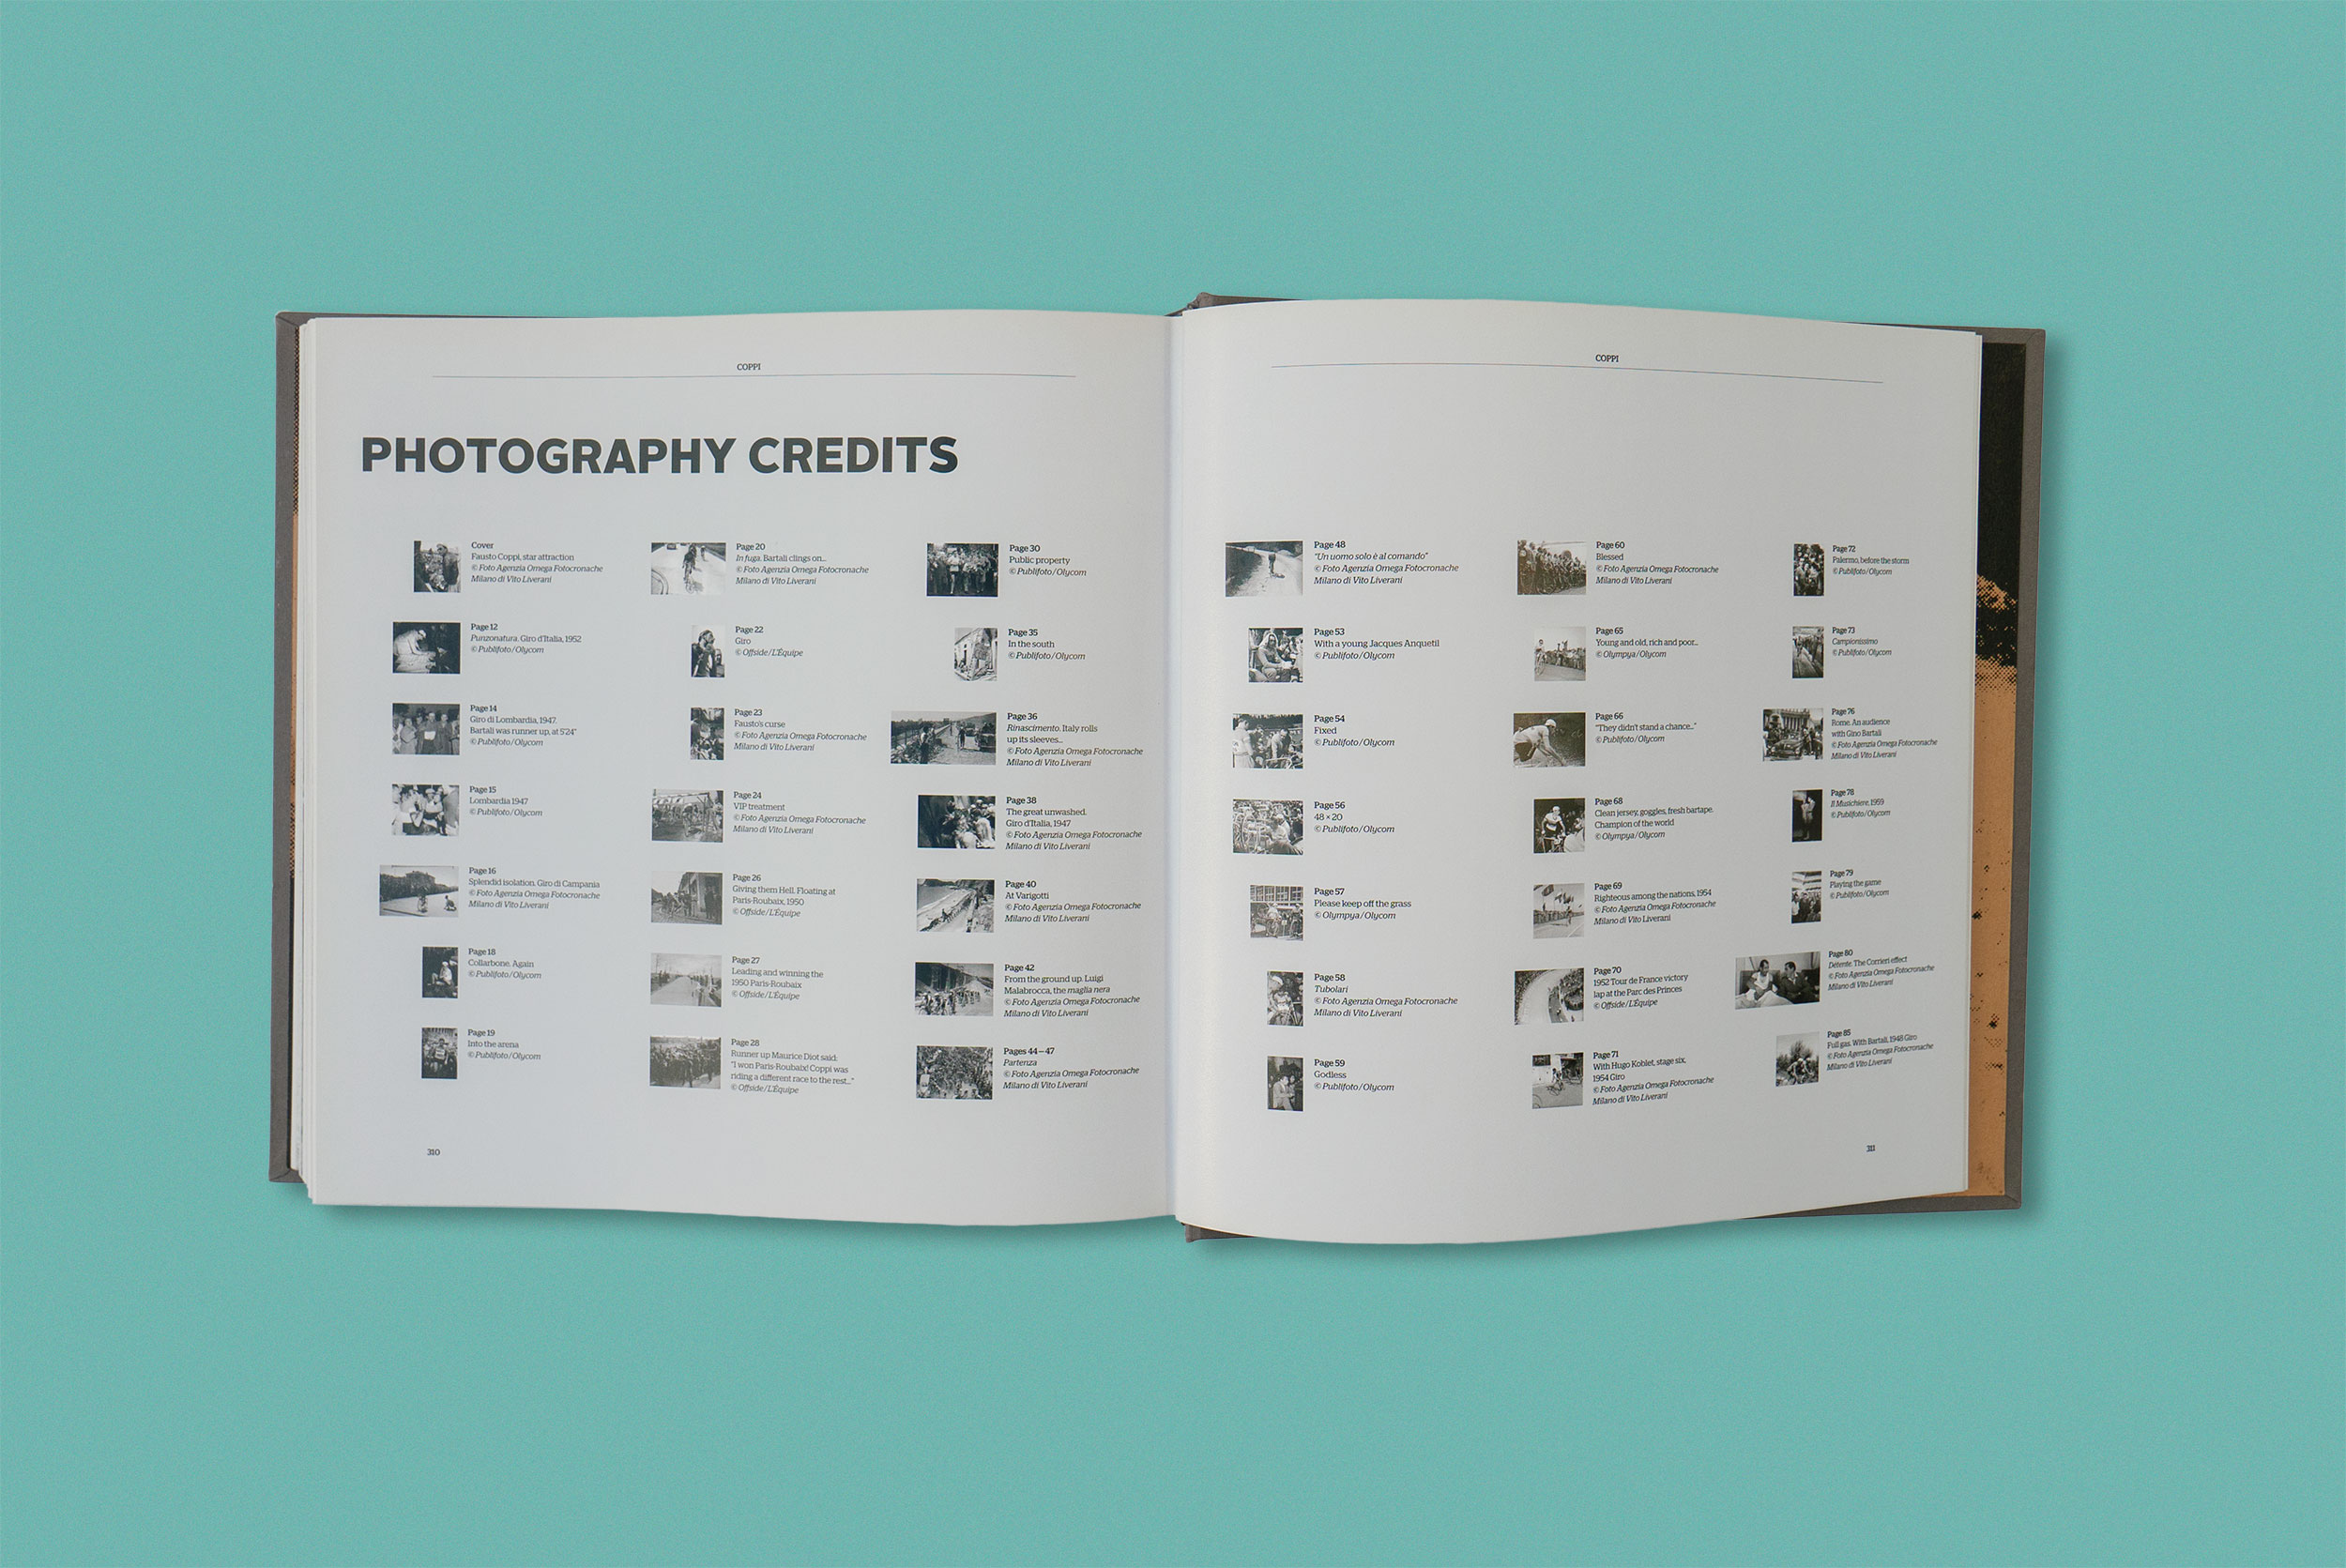 COPPI
PHOTOGRAPHY CREDITS
Cover
Fausto Coppi, star attraction
© Foto Agenzia Omega Fotocronache
Milano di Vito Liverani
Page 12
Punzonatura. Giro d'Italia, 1952
© Publifoto/Olycom
Page 14
Giro di Lombardia, 1947.
Bartali was runner up, at 5'24"
© Publifoto/Olycom
Page 15
Lombardia 1947
© Publifoto/Olycom
Page 16
Splendid isolation. Giro di Campania
© Foto Agenzia Omega Fotocronache
Milano di Vito Liverani
Page 18
Collarbone. Again
© Publifoto/Olycom
Page 19
Into the arena
© Publifoto/Olycom
Page 20
In fuga. Bartali clings on...
© Foto Agenzia Omega Fotocronache
Milano di Vito Liverani
Page 22
Giro
© Offside/L'Équipe
Page 23
Fausto's curse
© Foto Agenzia Omega Fotocronache
Milano di Vito Liverani
Page 24
VIP treatment
© Foto Agenzia Omega Fotocronache
Milano di Vito Liverani
Page 26
Giving them Hell. Floating at
Paris-Roubaix, 1950
© Offside/L'Équipe
Page 27
Leading and winning the
1950 Paris-Roubaix
© Offside/L'Équipe
Page 28
Runner up Maurice Diot said:
"I won Paris-Roubaix! Coppi was
riding a different race to the rest..."
© Offside/L'Équipe
Page 30
Public property
© Publifoto/Olycom
Page 35
In the south
© Publifoto/Olycom
Page 36
Rinascimento. Italy rolls
up its sleeves...
© Foto Agenzia Omega Fotocronache
Milano di Vito Liverani
Page 38
The great unwashed.
Giro d'Italia, 1947
© Foto Agenzia Omega Fotocronache
Milano di Vito Liverani
Page 40
At Varigotti
© Foto Agenzia Omega Fotocronache
Milano di Vito Liverani
Page 42
From the ground up. Luigi
Malabrocca, the maglia nera
© Foto Agenzia Omega Fotocronache
Milano di Vito Liverani
Pages 44–47
Partenza
© Foto Agenzia Omega Fotocronache
Milano di Vito Liverani
310
COPPI
Page 48
"Un uomo solo è al comando"
© Foto Agenzia Omega Fotocronache
Milano di Vito Liverani
Page 53
With a young Jacques Anquetil
© Publifoto/Olycom
Page 54
Fixed
© Publifoto/Olycom
Page 56
48 × 20
© Publifoto/Olycom
Page 57
Please keep off the grass
© Olympya/Olycom
Page 58
Tubolari
© Foto Agenzia Omega Fotocronache
Milano di Vito Liverani
Page 59
Godless
© Publifoto/Olycom
Page 60
Blessed
© Foto Agenzia Omega Fotocronache
Milano di Vito Liverani
Page 65
Young and old, rich and poor...
© Olympya/Olycom
Page 66
"They didn't stand a chance..."
© Publifoto/Olycom
Page 68
Clean jersey, goggles, fresh bartape.
Champion of the world
© Olympya/Olycom
Page 69
Righteous among the nations, 1954
© Foto Agenzia Omega Fotocronache
Milano di Vito Liverani
Page 70
1952 Tour de France victory
lap at the Parc des Princes
© Offside/L'Équipe
Page 71
With Hugo Koblet, stage six,
1954 Giro
© Foto Agenzia Omega Fotocronache
Milano di Vito Liverani
Page 72
Palermo, before the storm
© Publifoto/Olycom
Page 73
Campionissimo
© Publifoto/Olycom
Page 76
Rome. An audience
with Gino Bartali
© Foto Agenzia Omega Fotocronache
Milano di Vito Liverani
Page 78
Il Musichiere, 1959
© Publifoto/Olycom
Page 79
Playing the game
© Publifoto/Olycom
Page 80
Détente. The Corrieri effect
© Foto Agenzia Omega Fotocronache
Milano di Vito Liverani
Page 85
Full gas. With Bartali, 1948 Giro
© Foto Agenzia Omega Fotocronache
Milano di Vito Liverani
311